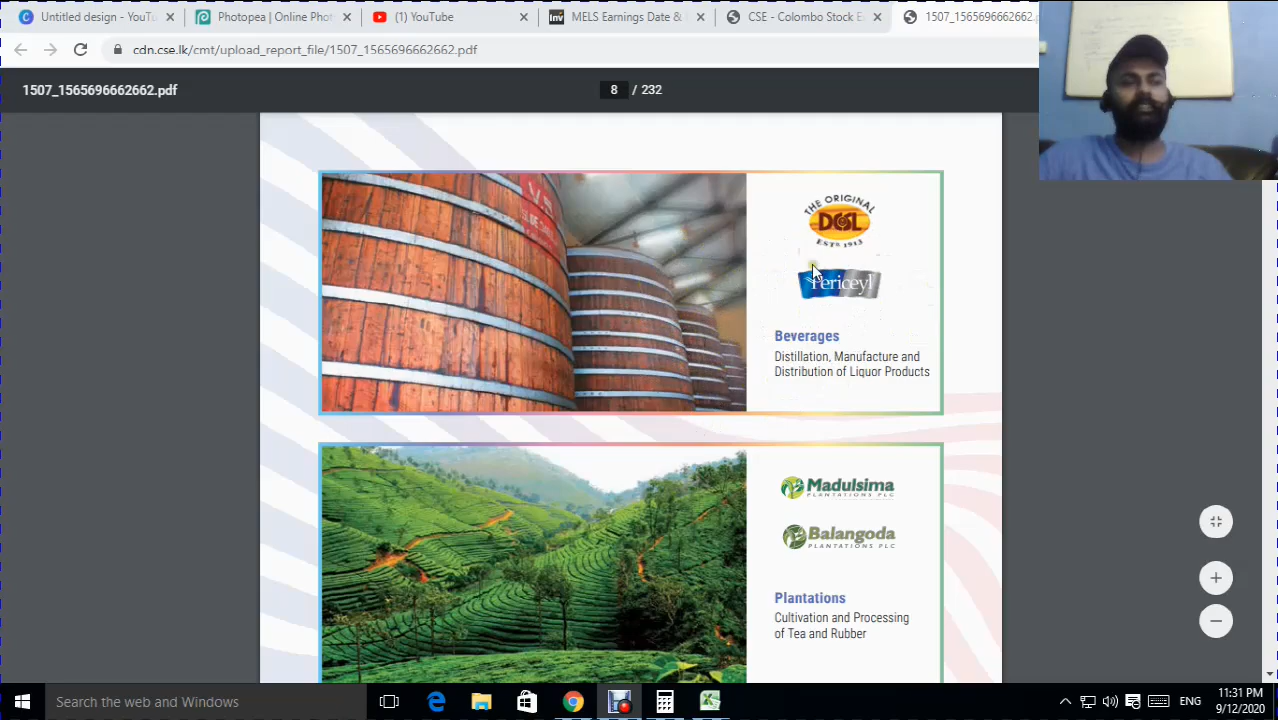 Untitled design - YouTu
Photopea | Online Phot
(1) YouTube
MELS Earnings Date &
CSE - Colombo Stock E
1507_1565696662662.p
cdn.cse.lk/cmt/upload_report_file/1507_1565696662662.pdf
1507_1565696662662.pdf
8 / 232
THE ORIGINAL
DCSL
ESTD 1913
Periceyl
Beverages
Distillation, Manufacture and
Distribution of Liquor Products
Madulsima
PLANTATIONS PLC
Balangoda
PLANTATIONS PLC
Plantations
Cultivation and Processing
of Tea and Rubber
Search the web and Windows
ENG
11:31 PM
9/12/2020